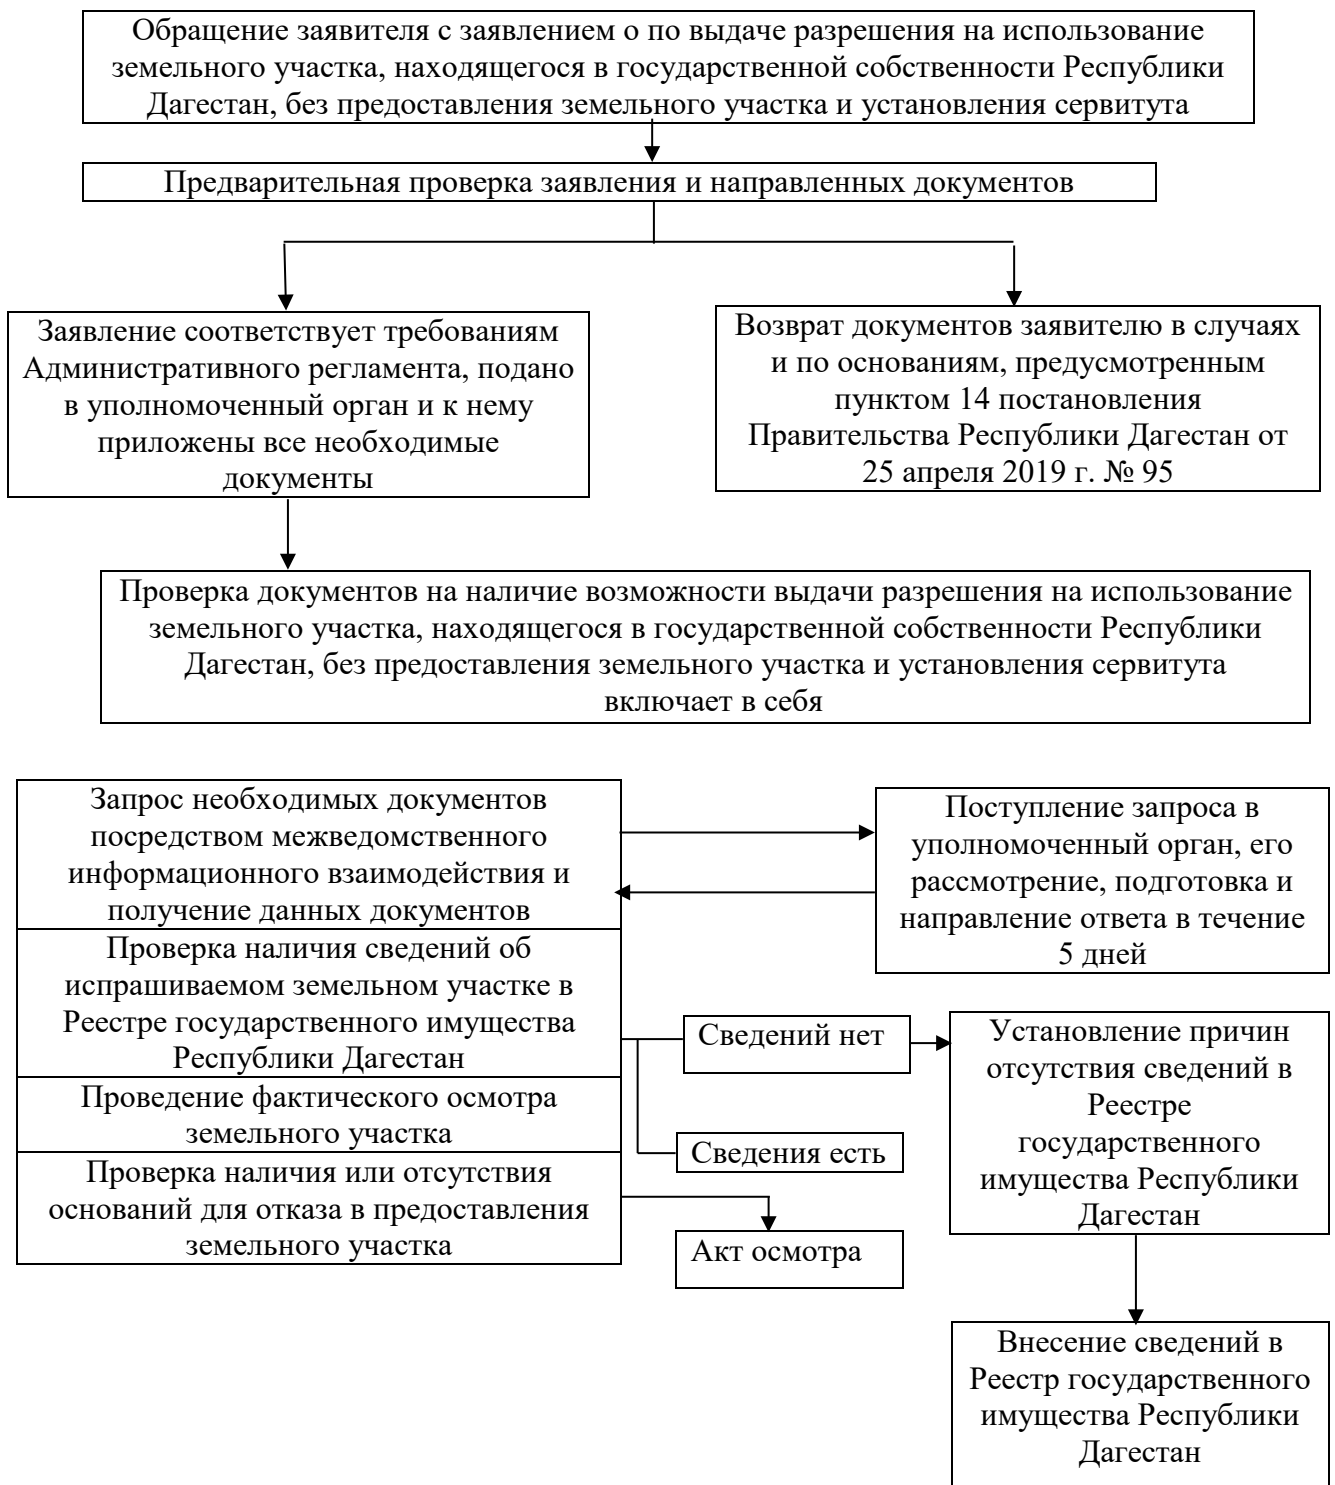 Обращение заявителя с заявлением о по выдаче разрешения на использование
земельного участка, находящегося в государственной собственности Республики
Дагестан, без предоставления земельного участка и установления сервитута
Предварительная проверка заявления и направленных документов
Заявление соответствует требованиям
Административного регламента, подано
в уполномоченный орган и к нему
приложены все необходимые
документы
Возврат документов заявителю в случаях
и по основаниям, предусмотренным
пунктом 14 постановления
Правительства Республики Дагестан от
25 апреля 2019 г. № 95
Проверка документов на наличие возможности выдачи разрешения на использование
земельного участка, находящегося в государственной собственности Республики
Дагестан, без предоставления земельного участка и установления сервитута
включает в себя
Запрос необходимых документов
посредством межведомственного
информационного взаимодействия и
получение данных документов
Поступление запроса в
уполномоченный орган, его
рассмотрение, подготовка и
направление ответа в течение
5 дней
Проверка наличия сведений об
испрашиваемом земельном участке в
Реестре государственного имущества
Республики Дагестан
Сведений нет
Установление причин
отсутствия сведений в
Реестре
государственного
имущества Республики
Дагестан
Проведение фактического осмотра
земельного участка
Сведения есть
Проверка наличия или отсутствия
оснований для отказа в предоставления
земельного участка
Акт осмотра
Внесение сведений в
Реестр государственного
имущества Республики
Дагестан